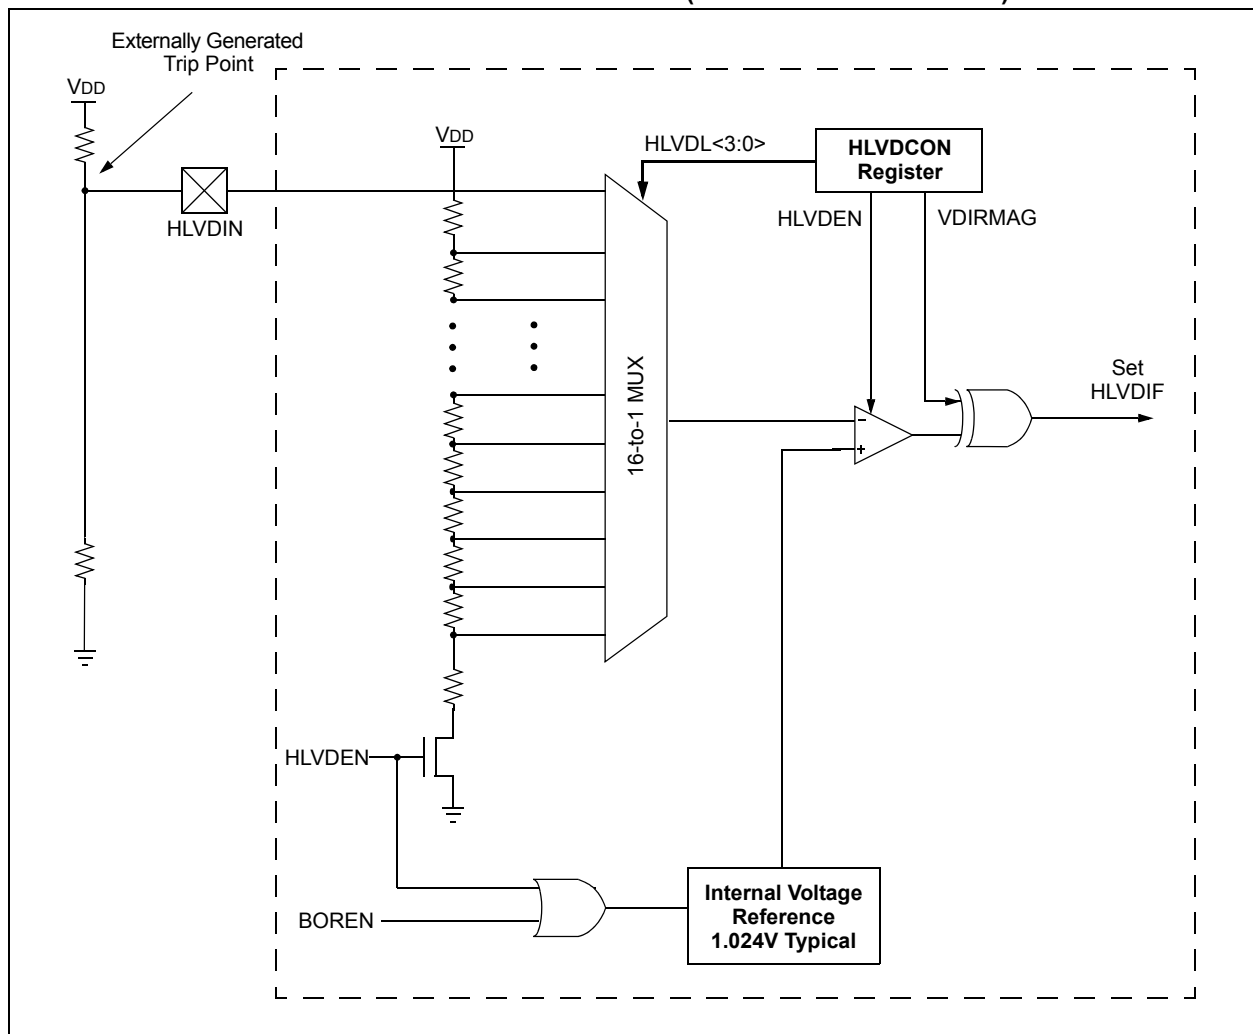 Externally Generated
Trip Point
VDD
VDD
HLVDL<3:0>
HLVDCON
Register
HLVDIN
HLVDEN
VDIRMAG
16-to-1 MUX
Set
HLVDIF
–
+
HLVDEN
BOREN
Internal Voltage
Reference
1.024V Typical